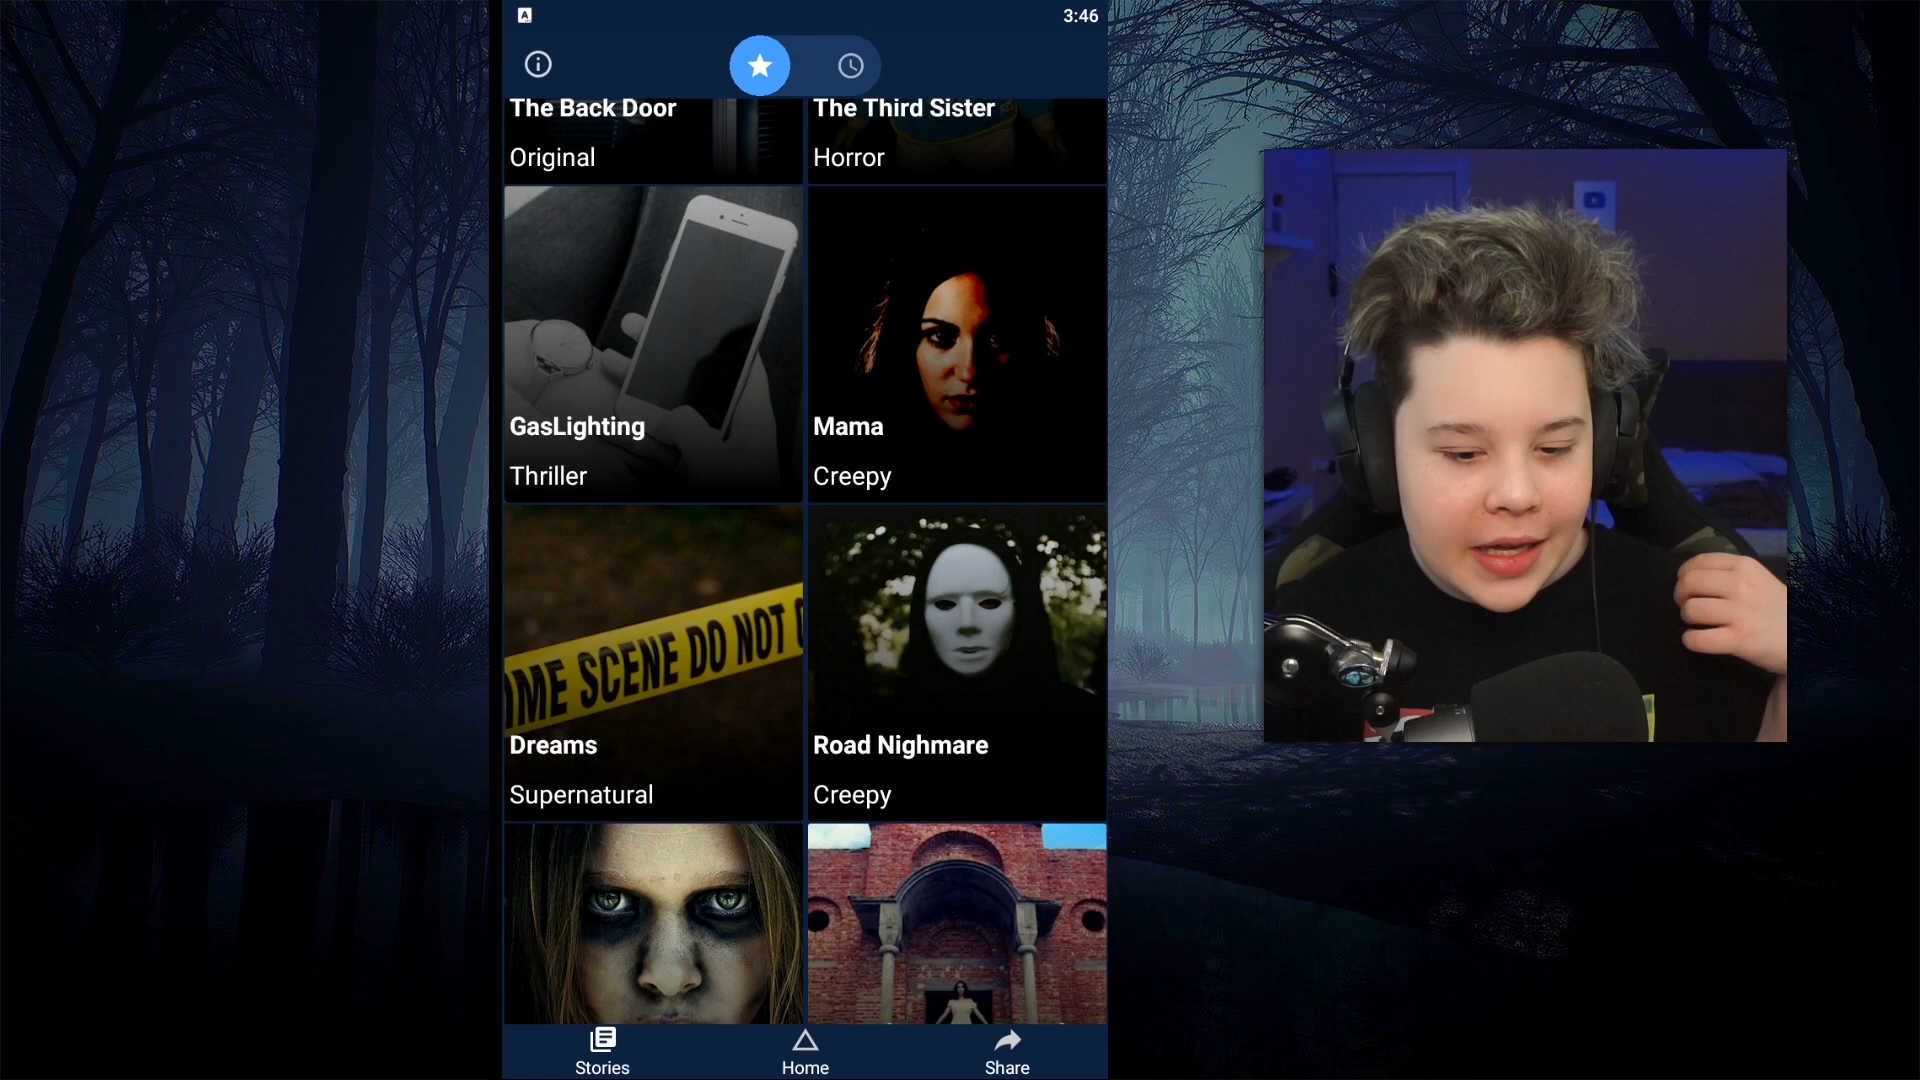 A
3:46
The Back Door
The Third Sister
Original
Horror
GasLighting
Mama
Thriller
Creepy
OME SCENE DO NOT
Dreams
Road Nighmare
Supernatural
Creepy
Stories
Home
Share